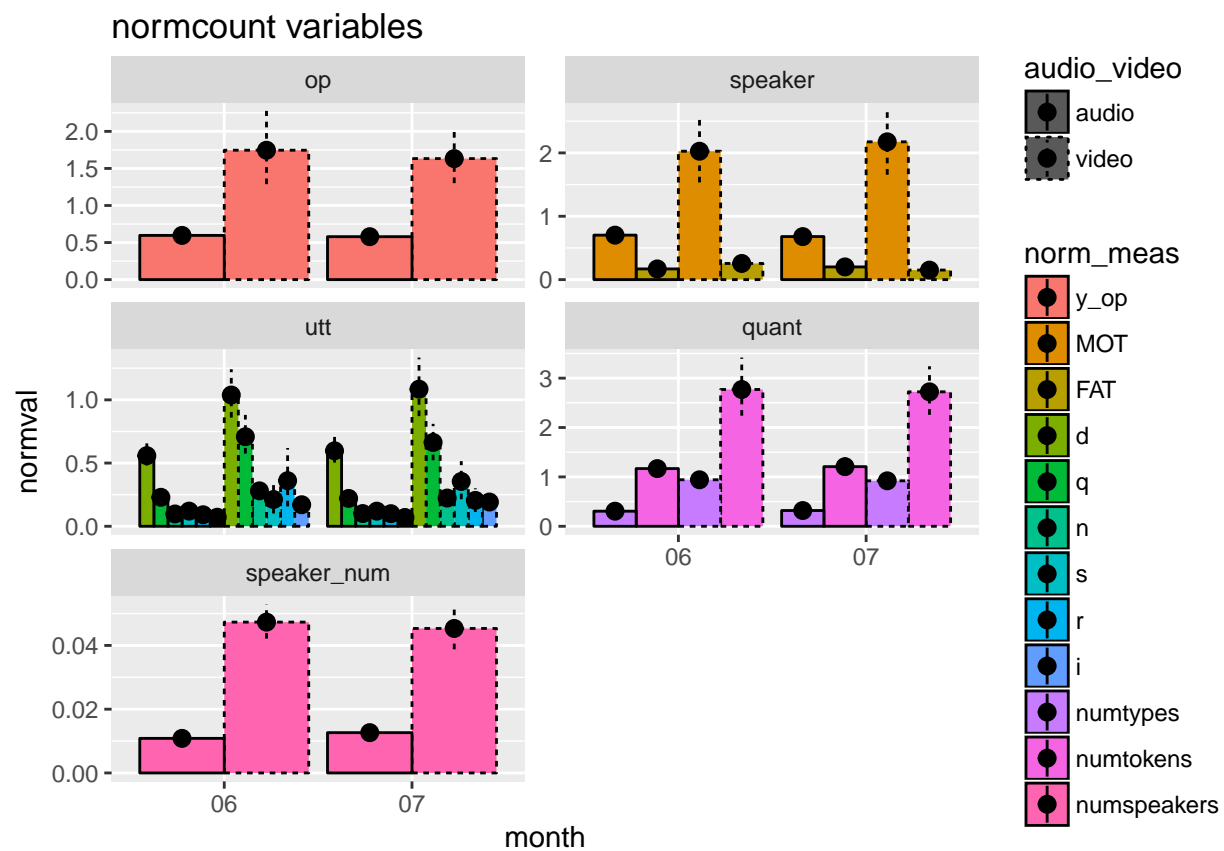 normcount variables
op
2.0
1.5
1.0
0.5
0.0
speaker
2
1
0
utt
1.0
0.5
0.0
quant
3
2
1
0
06
07
speaker_num
0.04
0.02
0.00
06
07
normval
month
audio_video
audio
video
norm_meas
y_op
MOT
FAT
d
q
n
s
r
i
numtypes
numtokens
numspeakers